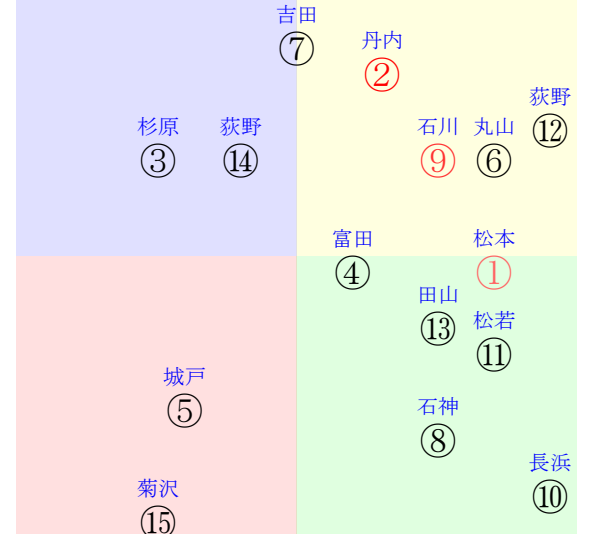 吉田
⑦
丹内
②
荻野
⑫
杉原
③
荻野
⑭
石川
⑨
丸山
⑥
富田
④
松本
①
田山
⑬
松若
⑪
城戸
⑤
石神
⑧
長浜
⑩
菊沢
⑮